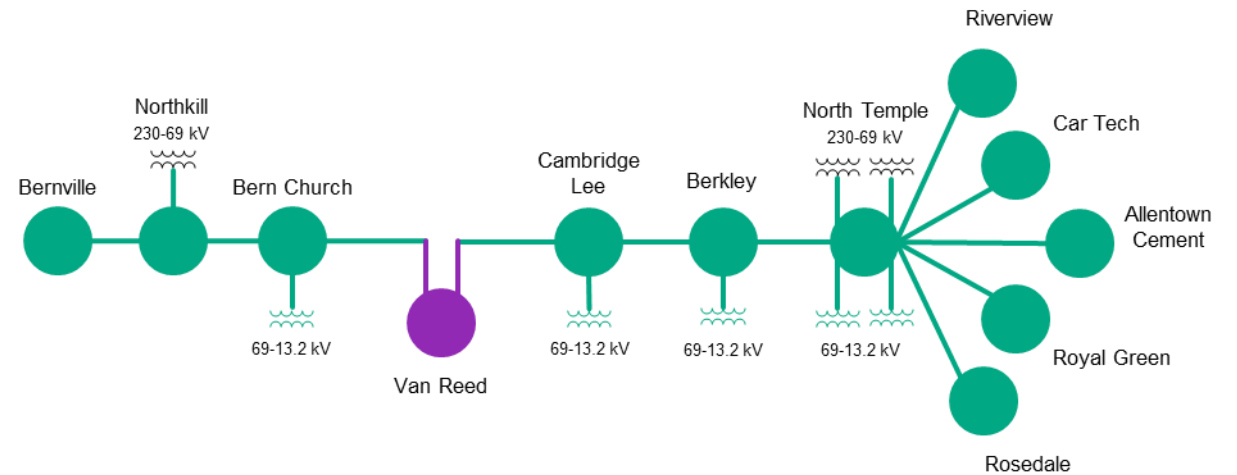 Riverview
Northkill
230-69 kV
North Temple
230-69 kV
Car Tech
Bernville
Bern Church
Cambridge
Lee
Berkley
Allentown
Cement
69-13.2 kV
69-13.2 kV
69-13.2 kV
69-13.2 kV
Royal Green
Van Reed
Rosedale